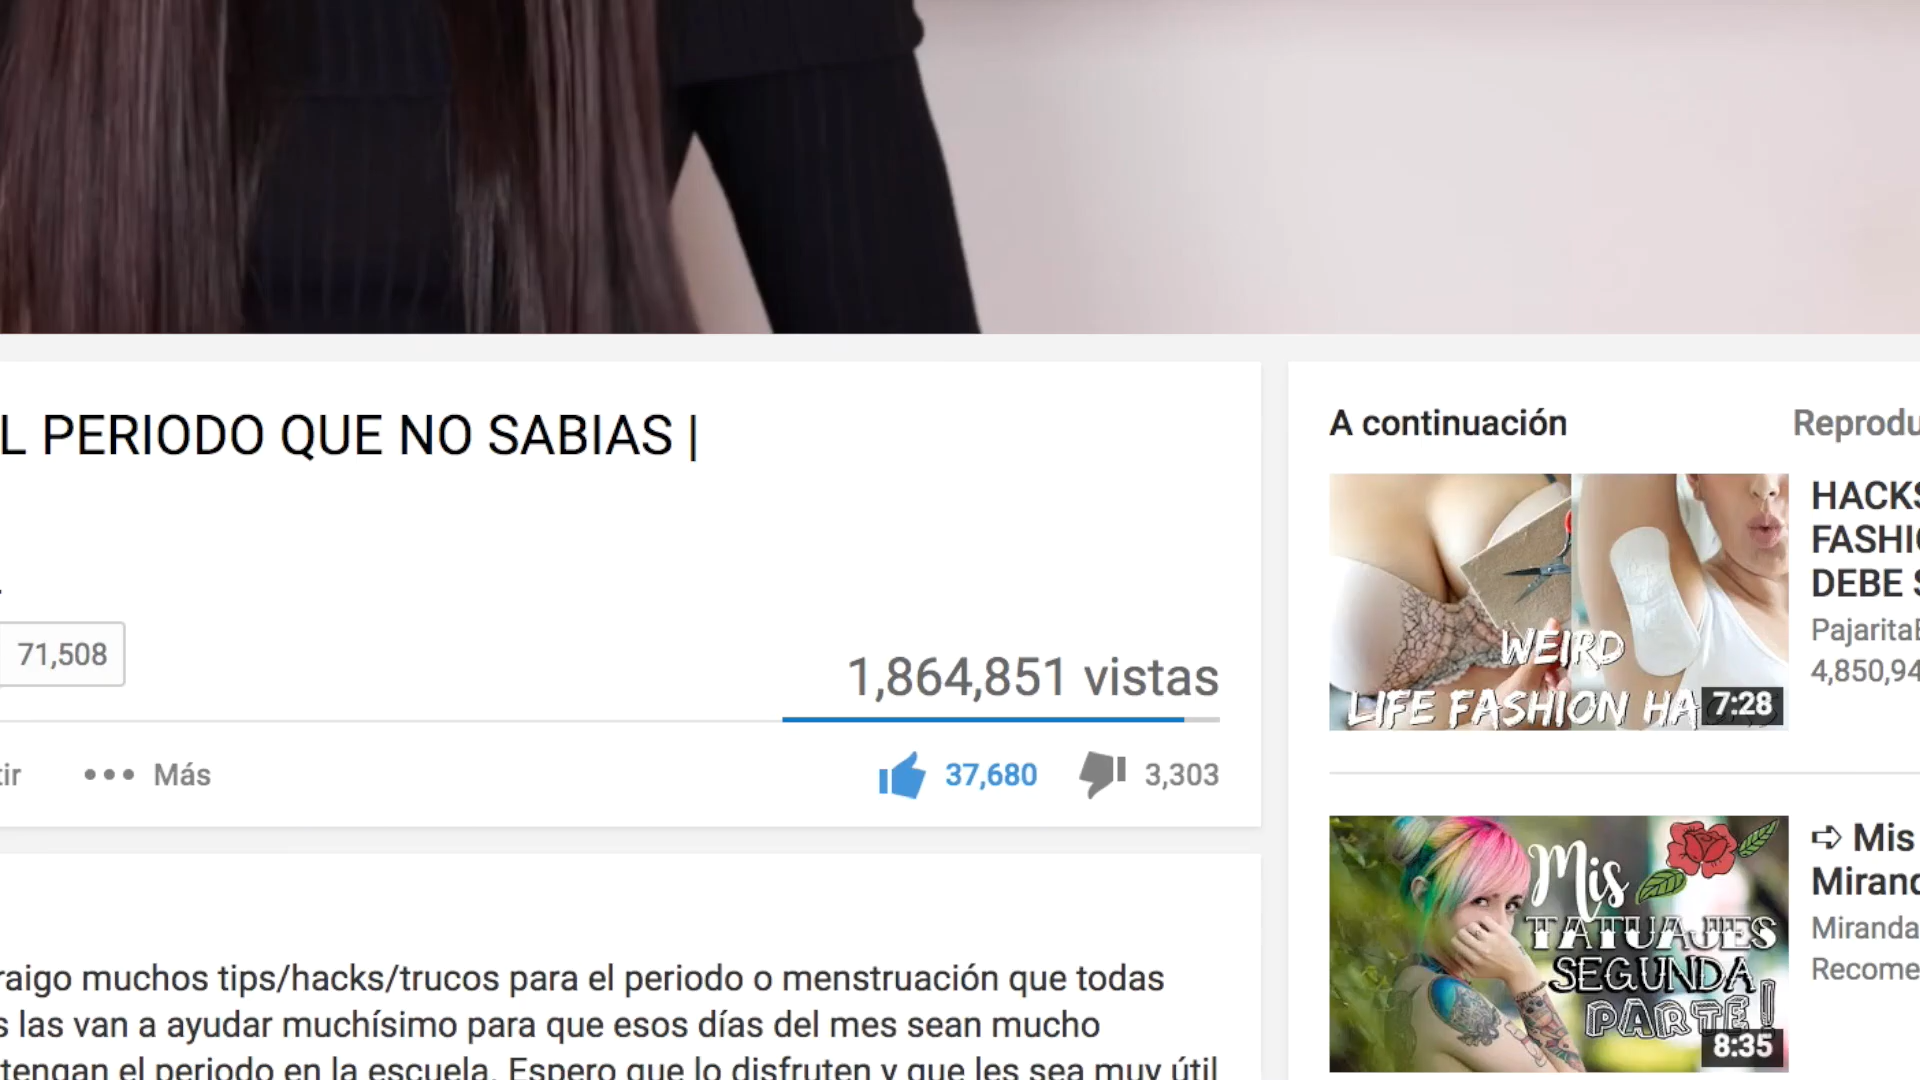 L PERIODO QUE NO SABIAS |
71,508
1,864,851 vistas
Más
37,680
3,303
raigo muchos tips/hacks/trucos para el periodo o menstruación que todas
s las van a ayudar muchísimo para que esos días del mes sean mucho
tengan el periodo en la escuela. Espero que lo disfruten y que les sea muy útil
A continuación
Reprodu
WEIRD
LIFE FASHION HA
7:28
HACKS
FASHIO
DEBE S
Pajarita
4,850,94
Mis
TATUAJES
SEGUNDA
PARTE!
8:35
➩ Mis
Mirand
Miranda
Recome